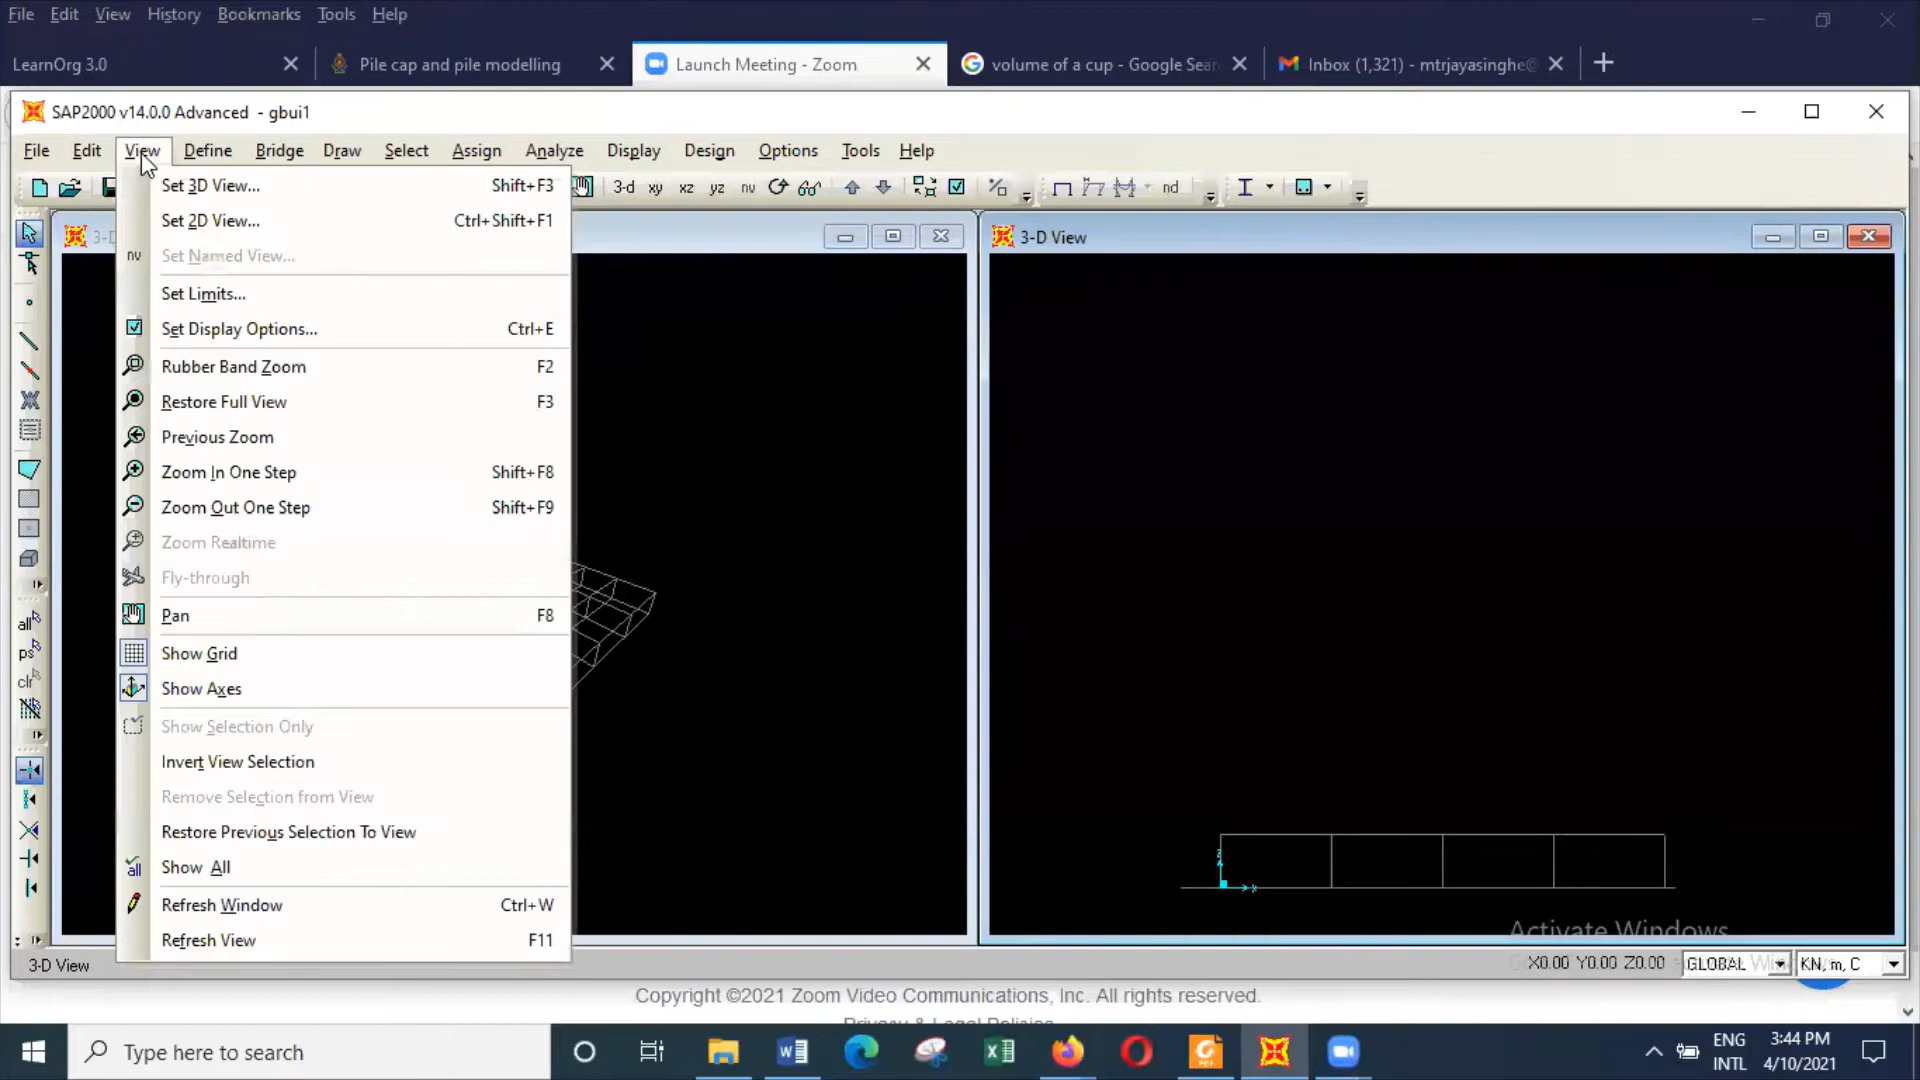 File Edit View History Bookmarks Tools Help
LearnOrg 3.0 Pile cap and pile modelling Launch Meeting - Zoom volume of a cup - Google Sear Inbox (1,321) - mtrjayasinghe@
SAP2000 v14.0.0 Advanced - gbui1
File Edit View Define Bridge Draw Select Assign Analyze Display Design Options Tools Help
3-d xy xz yz nv nd
3-D View
Set 3D View... Shift+F3
Set 2D View... Ctrl+Shift+F1
nv Set Named View...
Set Limits...
Set Display Options... Ctrl+E
Rubber Band Zoom F2
Restore Full View F3
Previous Zoom
Zoom In One Step Shift+F8
Zoom Out One Step Shift+F9
Zoom Realtime
Fly-through
Pan F8
Show Grid
Show Axes
Show Selection Only
Invert View Selection
Remove Selection from View
Restore Previous Selection To View
all Show All
Refresh Window Ctrl+W
Refresh View F11
all
ps
clr
Z
X
Activate Windows
3-D View X0.00 Y0.00 Z0.00 GLOBAL KN, m, C
Copyright ©2021 Zoom Video Communications, Inc. All rights reserved.
Privacy & Legal Policies
Type here to search
ENG
INTL
3:44 PM
4/10/2021